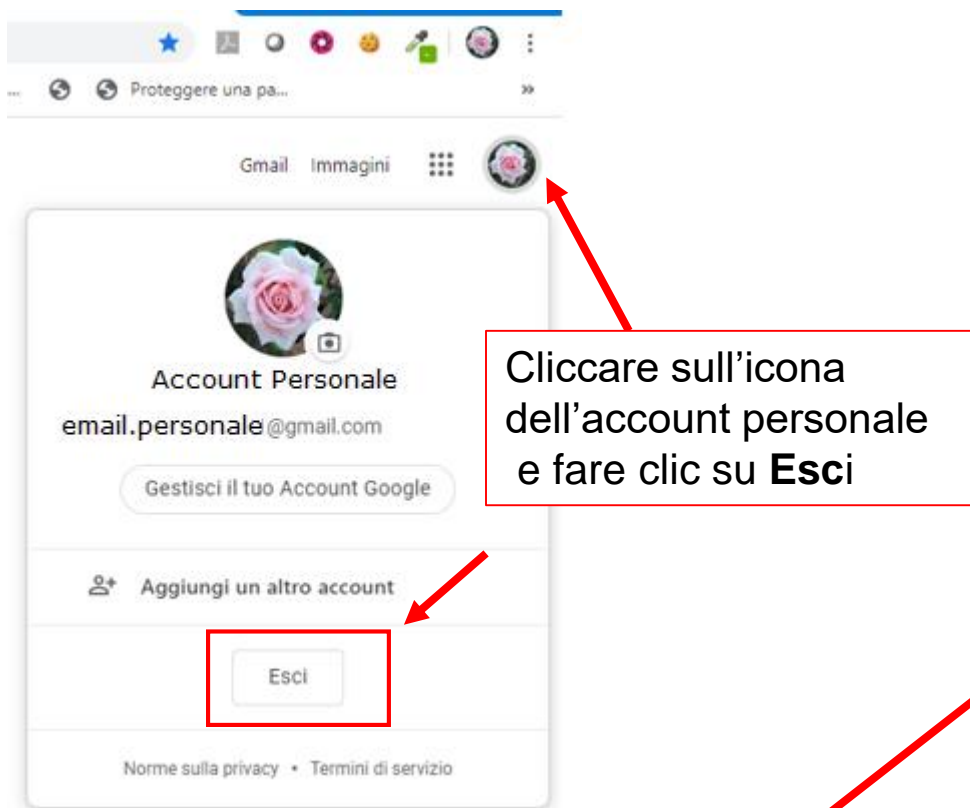 ... Proteggere una pa... »
Gmail Immagini
Account Personale
email.personale@gmail.com
Gestisci il tuo Account Google
Cliccare sull’icona
dell’account personale
e fare clic su Esci
Aggiungi un altro account
Esci
Norme sulla privacy • Termini di servizio